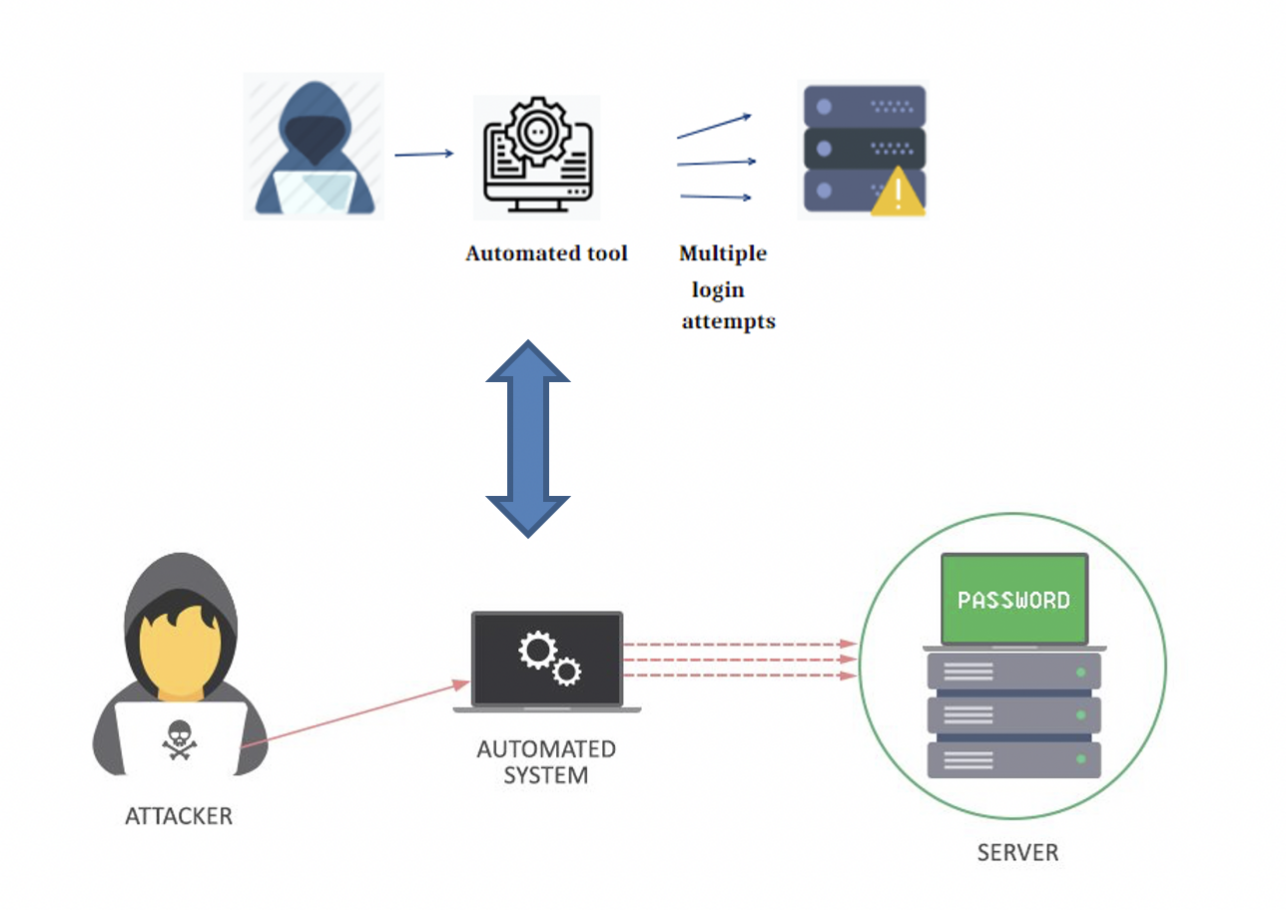 Automated tool
Multiple
login
attempts
PASSWORD
AUTOMATED
SYSTEM
ATTACKER
SERVER